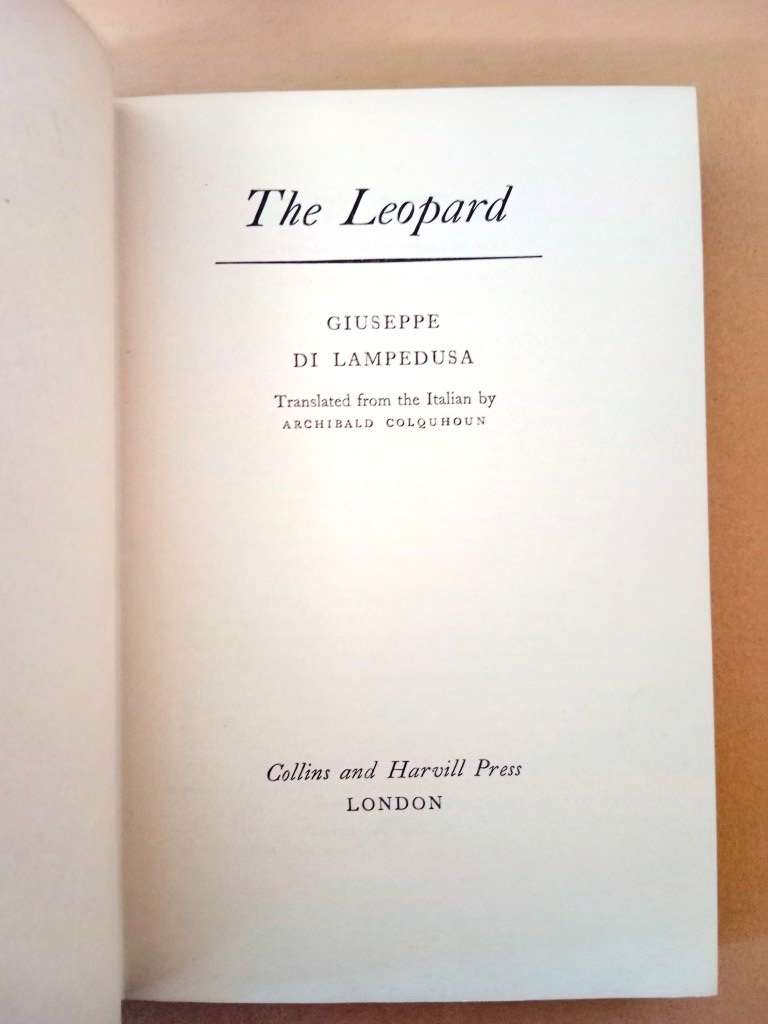 The Leopard
GIUSEPPE
DI LAMPEDUSA
Translated from the Italian by
ARCHIBALD COLQUHOUN
Collins and Harvill Press
LONDON